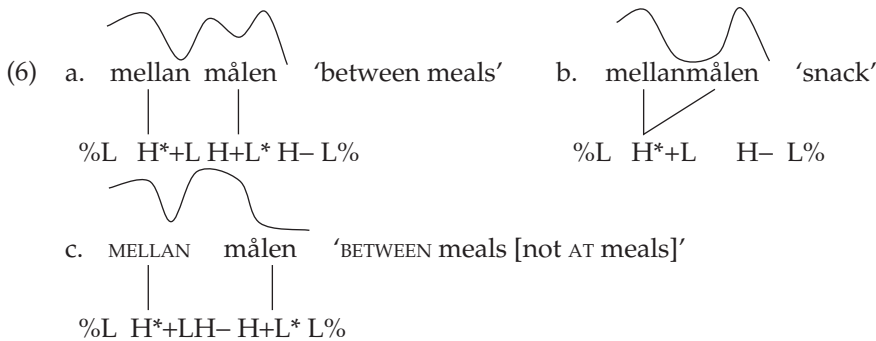 (6) a. mellan målen ‘between meals’ b. mellanmålen ‘snack’
%L H*+L H+L* H– L% %L H*+L H– L%
c. MELLAN målen ‘BETWEEN meals [not AT meals]’
%L H*+LH– H+L* L%